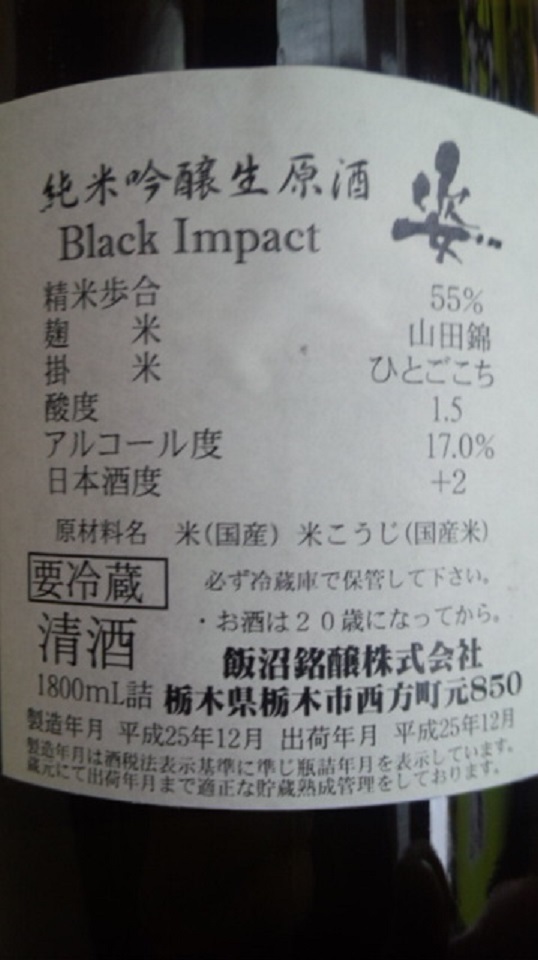 純米吟醸生原酒 姿
Black Impact
精米歩合 55%
麹 米 山田錦
掛 米 ひとごこち
酸度 1.5
アルコール度 17.0%
日本酒度 +2
原材料名 米(国産) 米こうじ(国産米)
要冷蔵 必ず冷蔵庫で保管して下さい。
・お酒は20歳になってから。
清酒 飯沼銘醸株式会社
1800mL詰 栃木県栃木市西方町元850
製造年月 平成25年12月 出荷年月 平成25年12月
製造年月は酒税法表示基準に準じ瓶詰年月を表示しています。
蔵元にて出荷年月まで適正な貯蔵熟成管理をしております。